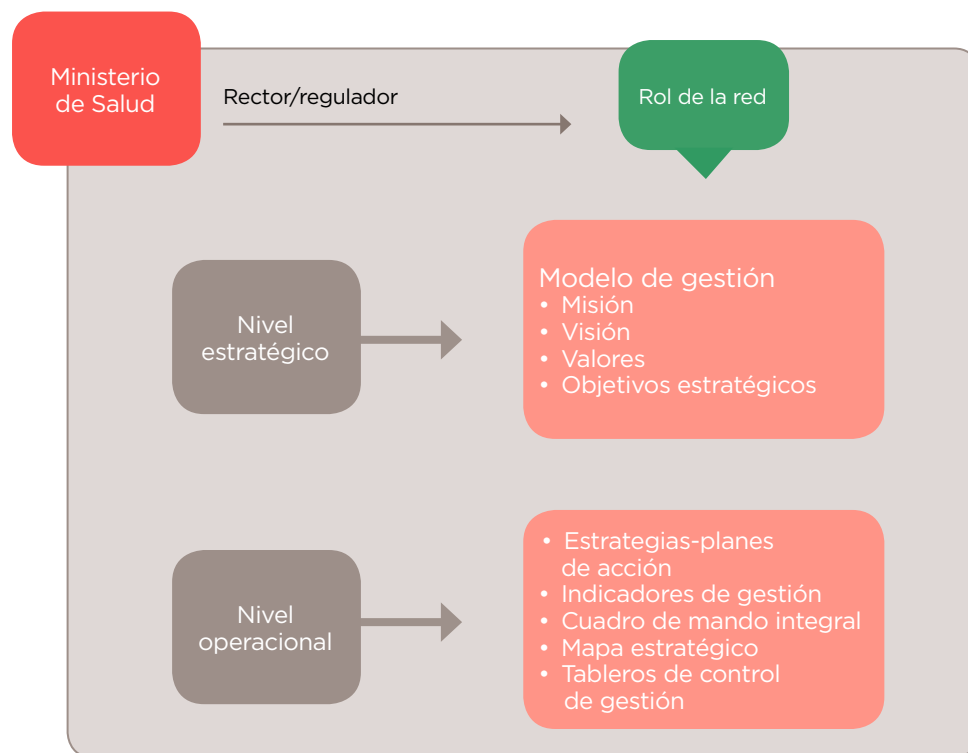 Ministerio
de Salud
Rector/regulador
Rol de la red
Nivel
estratégico
Modelo de gestión
• Misión
• Visión
• Valores
• Objetivos estratégicos
Nivel
operacional
• Estrategias-planes
de acción
• Indicadores de gestión
• Cuadro de mando integral
• Mapa estratégico
• Tableros de control
de gestión